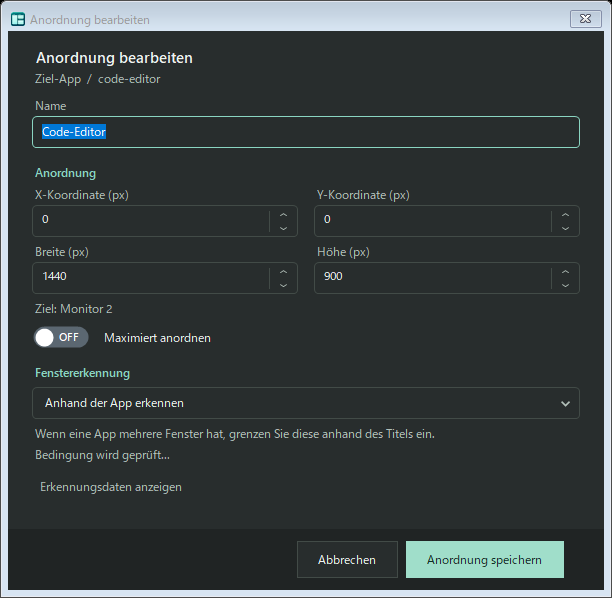 Anordnung bearbeiten
Anordnung bearbeiten
Ziel-App / code-editor
Name
Code-Editor
Anordnung
X-Koordinate (px) Y-Koordinate (px)
0 0
Breite (px) Höhe (px)
1440 900
Ziel: Monitor 2
OFF Maximiert anordnen
Fenstererkennung
Anhand der App erkennen
Wenn eine App mehrere Fenster hat, grenzen Sie diese anhand des Titels ein.
Bedingung wird geprüft...
Erkennungsdaten anzeigen
Abbrechen Anordnung speichern